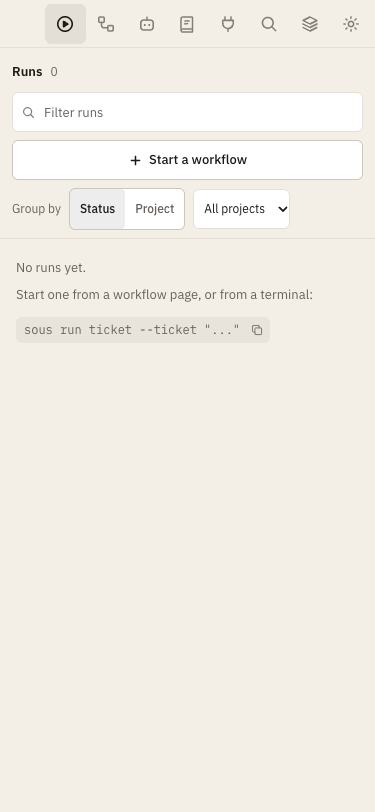 Runs 0
Filter runs
Start a workflow
Group by Status Project All projects
No runs yet.
Start one from a workflow page, or from a terminal:
sous run ticket --ticket "..."